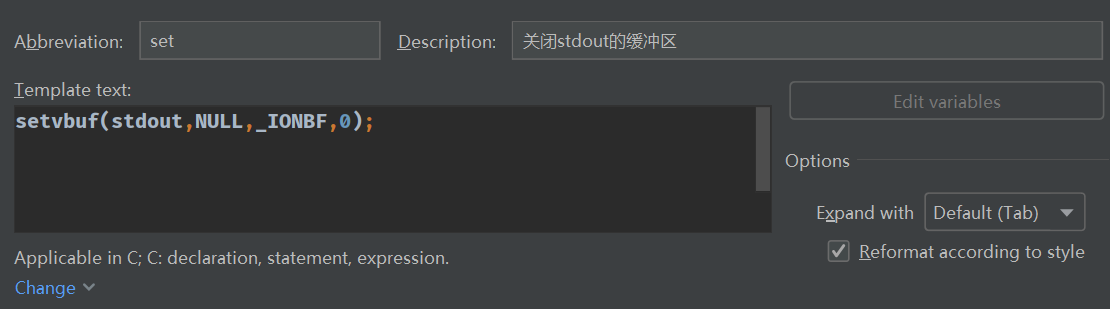 Abbreviation: set Description: 关闭stdout的缓冲区
Template text:
setvbuf(stdout,NULL,_IONBF,0);
Edit variables
Options
Expand with Default (Tab)
Reformat according to style
Applicable in C; C: declaration, statement, expression.
Change